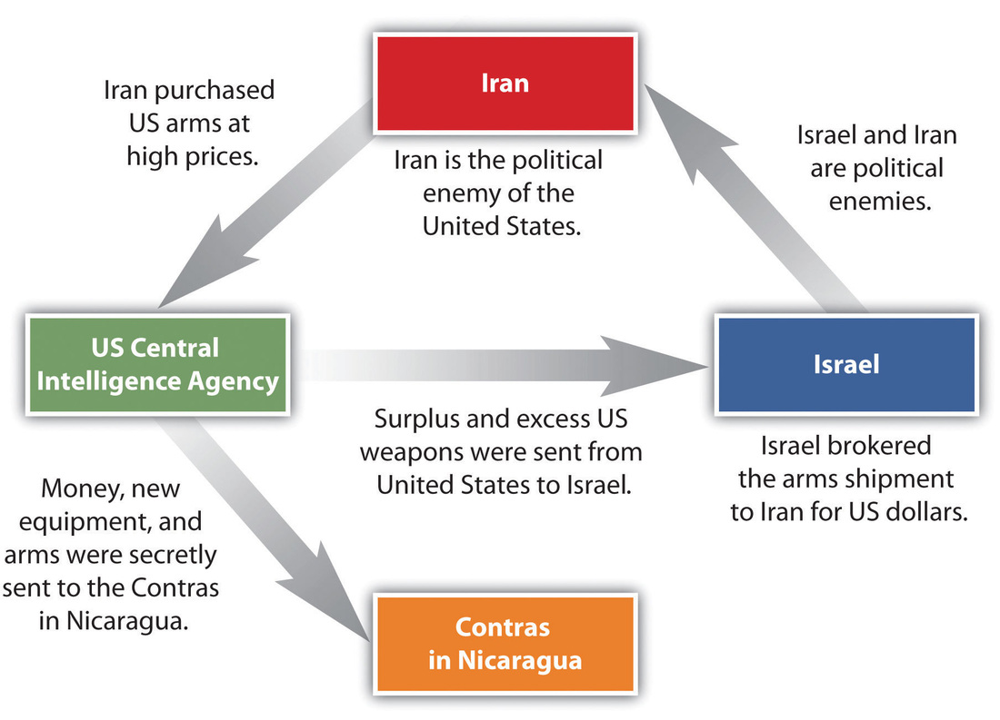 Iran
Iran purchased
US arms at
high prices.
Iran is the political
enemy of the
United States.
Israel and Iran
are political
enemies.
US Central
Intelligence Agency
Israel
Surplus and excess US
weapons were sent from
United States to Israel.
Israel brokered
the arms shipment
to Iran for US dollars.
Money, new
equipment, and
arms were secretly
sent to the Contras
in Nicaragua.
Contras
in Nicaragua